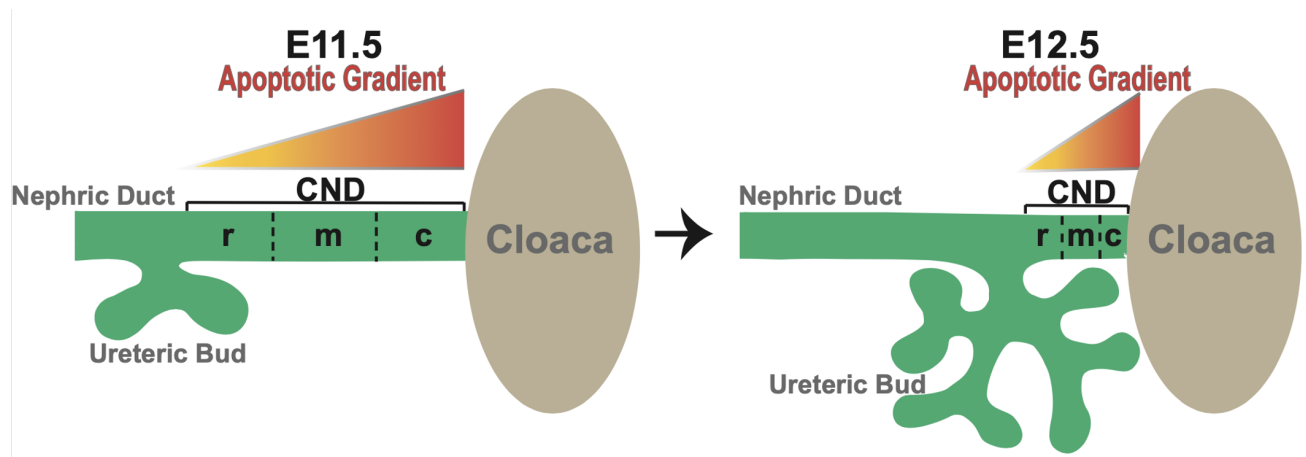 E11.5
Apoptotic Gradient
CND
Nephric Duct
r m c
Cloaca
Ureteric Bud
E12.5
Apoptotic Gradient
CND
Nephric Duct
r m c
Cloaca
Ureteric Bud